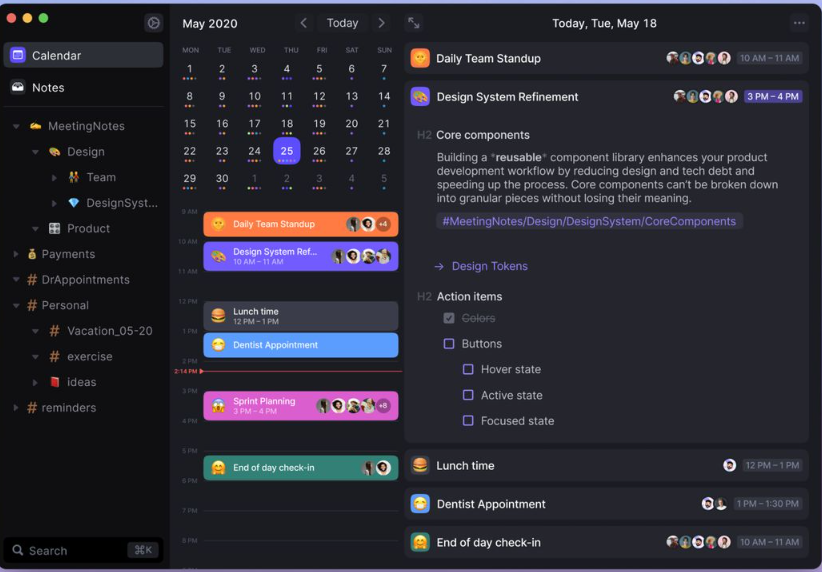 Calendar
Notes
MeetingNotes
Design
Team
DesignSyst...
Product
Payments
# DrAppointments
# Personal
# Vacation_05-20
# exercise
ideas
# reminders
Search
⌘K
May 2020
< Today >
MON TUE WED THU FRI SAT SUN
1 2 3 4 5 6 7
8 9 10 11 12 13 14
15 16 17 18 19 20 21
22 23 24 25 26 27 28
29 30 1 2 3 4 5
9 AM
Daily Team Standup +4
10 AM
Design System Ref...
10 AM – 11 AM
11 AM
12 PM
Lunch time
12 PM – 1 PM
1 PM
Dentist Appointment
2 PM
2:14 PM
3 PM
Sprint Planning
3 PM – 4 PM
+8
4 PM
5 PM
End of day check-in
6 PM
7 PM
8 PM
Today, Tue, May 18
Daily Team Standup 10 AM – 11 AM
Design System Refinement 3 PM – 4 PM
H2 Core components
Building a *reusable* component library enhances your product
development workflow by reducing design and tech debt and
speeding up the process. Core components can't be broken down
into granular pieces without losing their meaning.
#MeetingNotes/Design/DesignSystem/CoreComponents
→ Design Tokens
H2 Action items
Colors
Buttons
Hover state
Active state
Focused state
Lunch time 12 PM – 1 PM
Dentist Appointment 1 PM – 1:30 PM
End of day check-in 10 AM – 11 AM